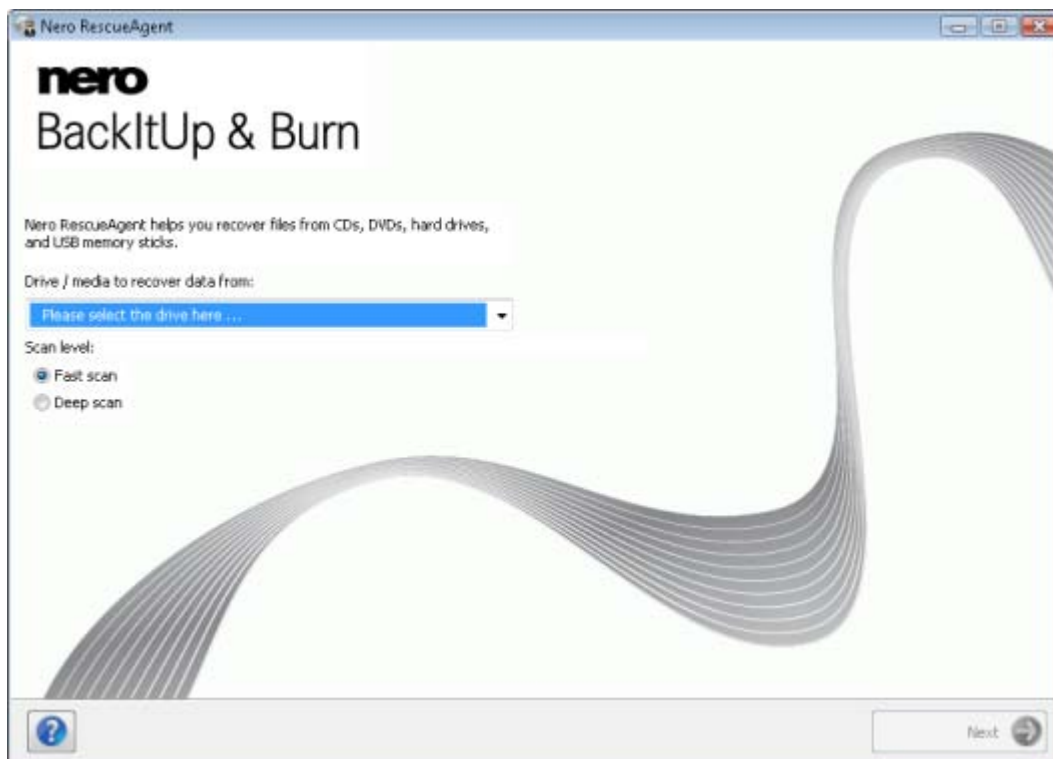 Nero RescueAgent
nero
BackItUp & Burn
Nero RescueAgent helps you recover files from CDs, DVDs, hard drives,
and USB memory sticks.
Drive / media to recover data from:
Please select the drive here ...
Scan level:
Fast scan
Deep scan
?
Next